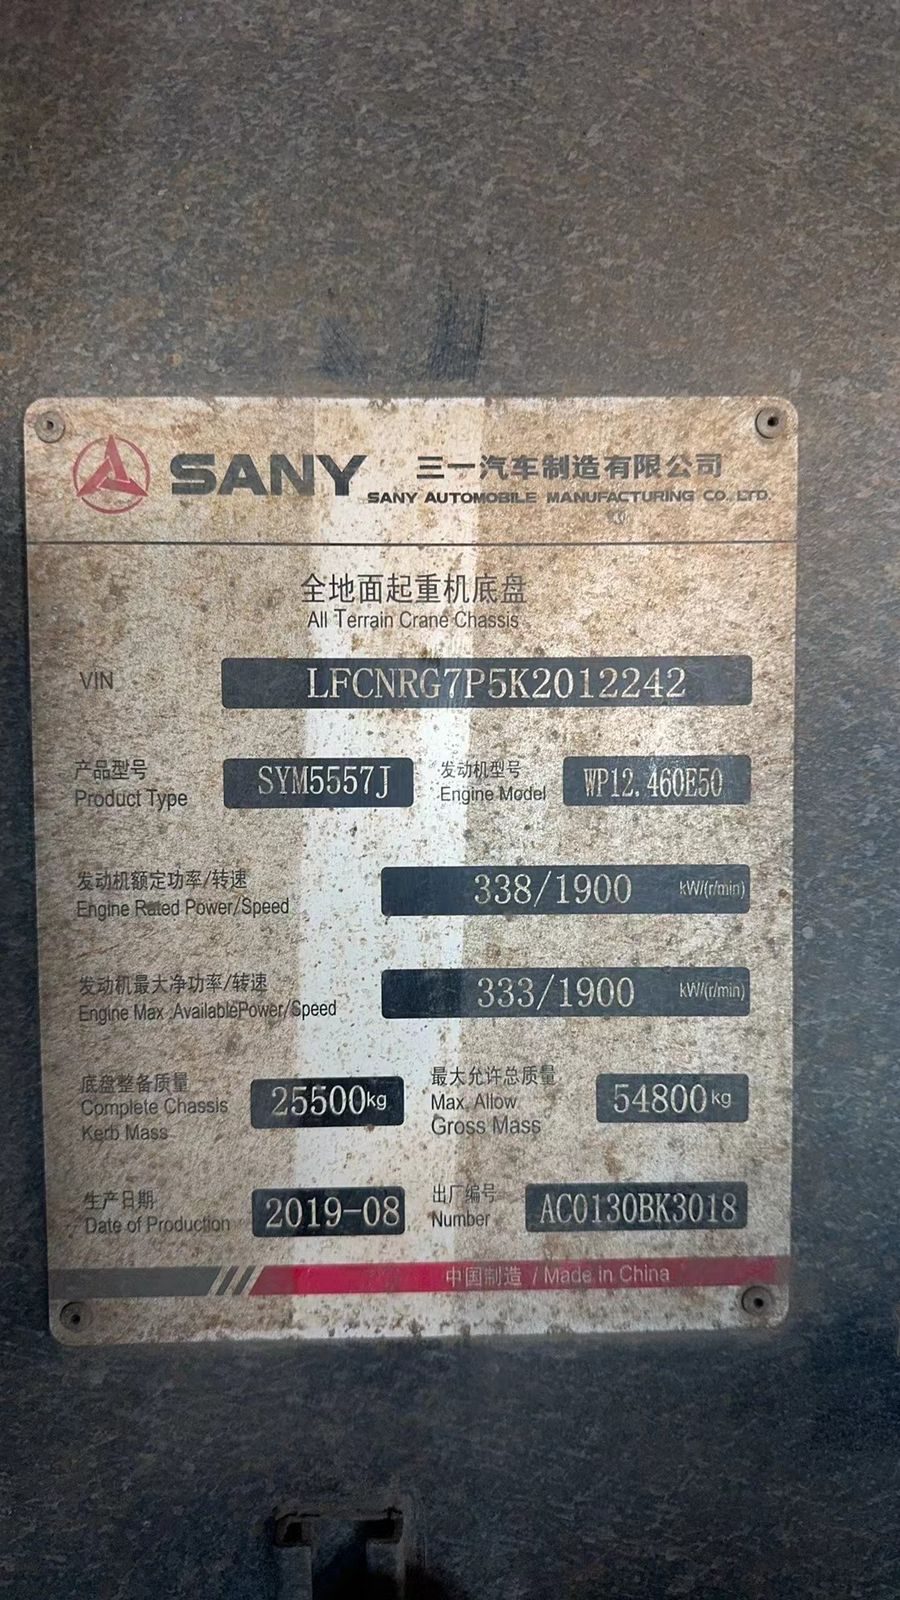 SANY 三一汽车制造有限公司
SANY AUTOMOBILE MANUFACTURING CO., LTD.
全地面起重机底盘
All Terrain Crane Chassis
VIN LFCNRG7P5K2012242
产品型号
Product Type SYM5557J
发动机型号
Engine Model WP12.460E50
发动机额定功率/转速
Engine Rated Power/Speed 338/1900 kW/(r/min)
发动机最大净功率/转速
Engine Max .AvailablePower/Speed 333/1900 kW/(r/min)
底盘整备质量
Complete Chassis
Kerb Mass 25500kg
最大允许总质量
Max. Allow
Gross Mass 54800kg
生产日期
Date of Production 2019-08
出厂编号
Number AC0130BK3018
中国制造 / Made in China